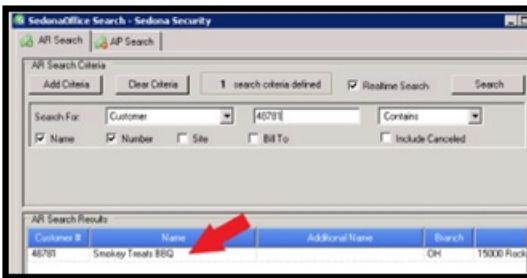 SedonaOffice Search - Sedona Security
AR Search AP Search
AR Search Criteria
Add Criteria Clear Criteria 1 search criteria defined Realtime Search Search
Search For: Customer 48781 Contains
Name Number Site Bill To Include Canceled
AR Search Results
Customer # Name Additional Name Branch
48781 Smokey Treats BBQ OH 15000